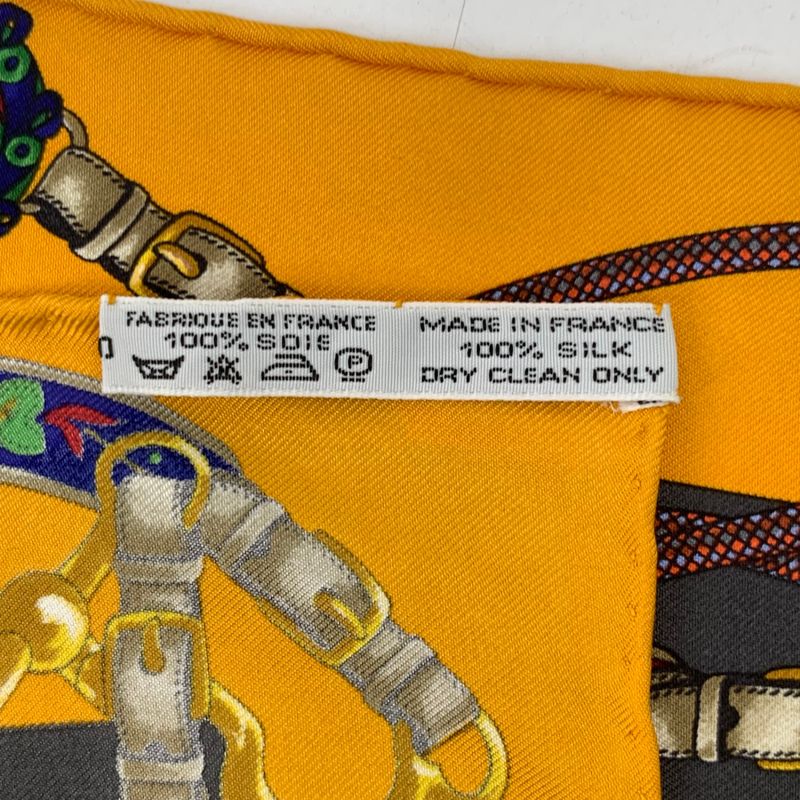 FABRIQUE EN FRANCE
100% SOIE
P
MADE IN FRANCE
100% SILK
DRY CLEAN ONLY